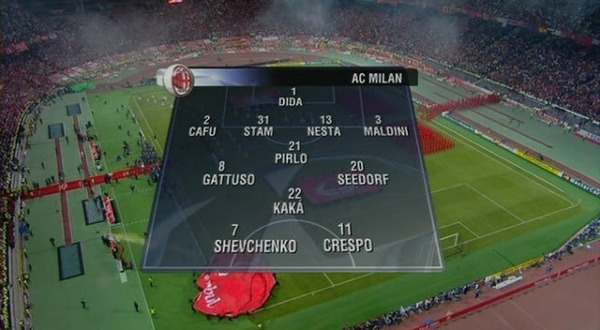 AC MILAN
1
DIDA
2 31 13 3
CAFU STAM NESTA MALDINI
21
PIRLO
8 20
GATTUSO SEEDORF
22
KAKÁ
7 11
SHEVCHENKO CRESPO